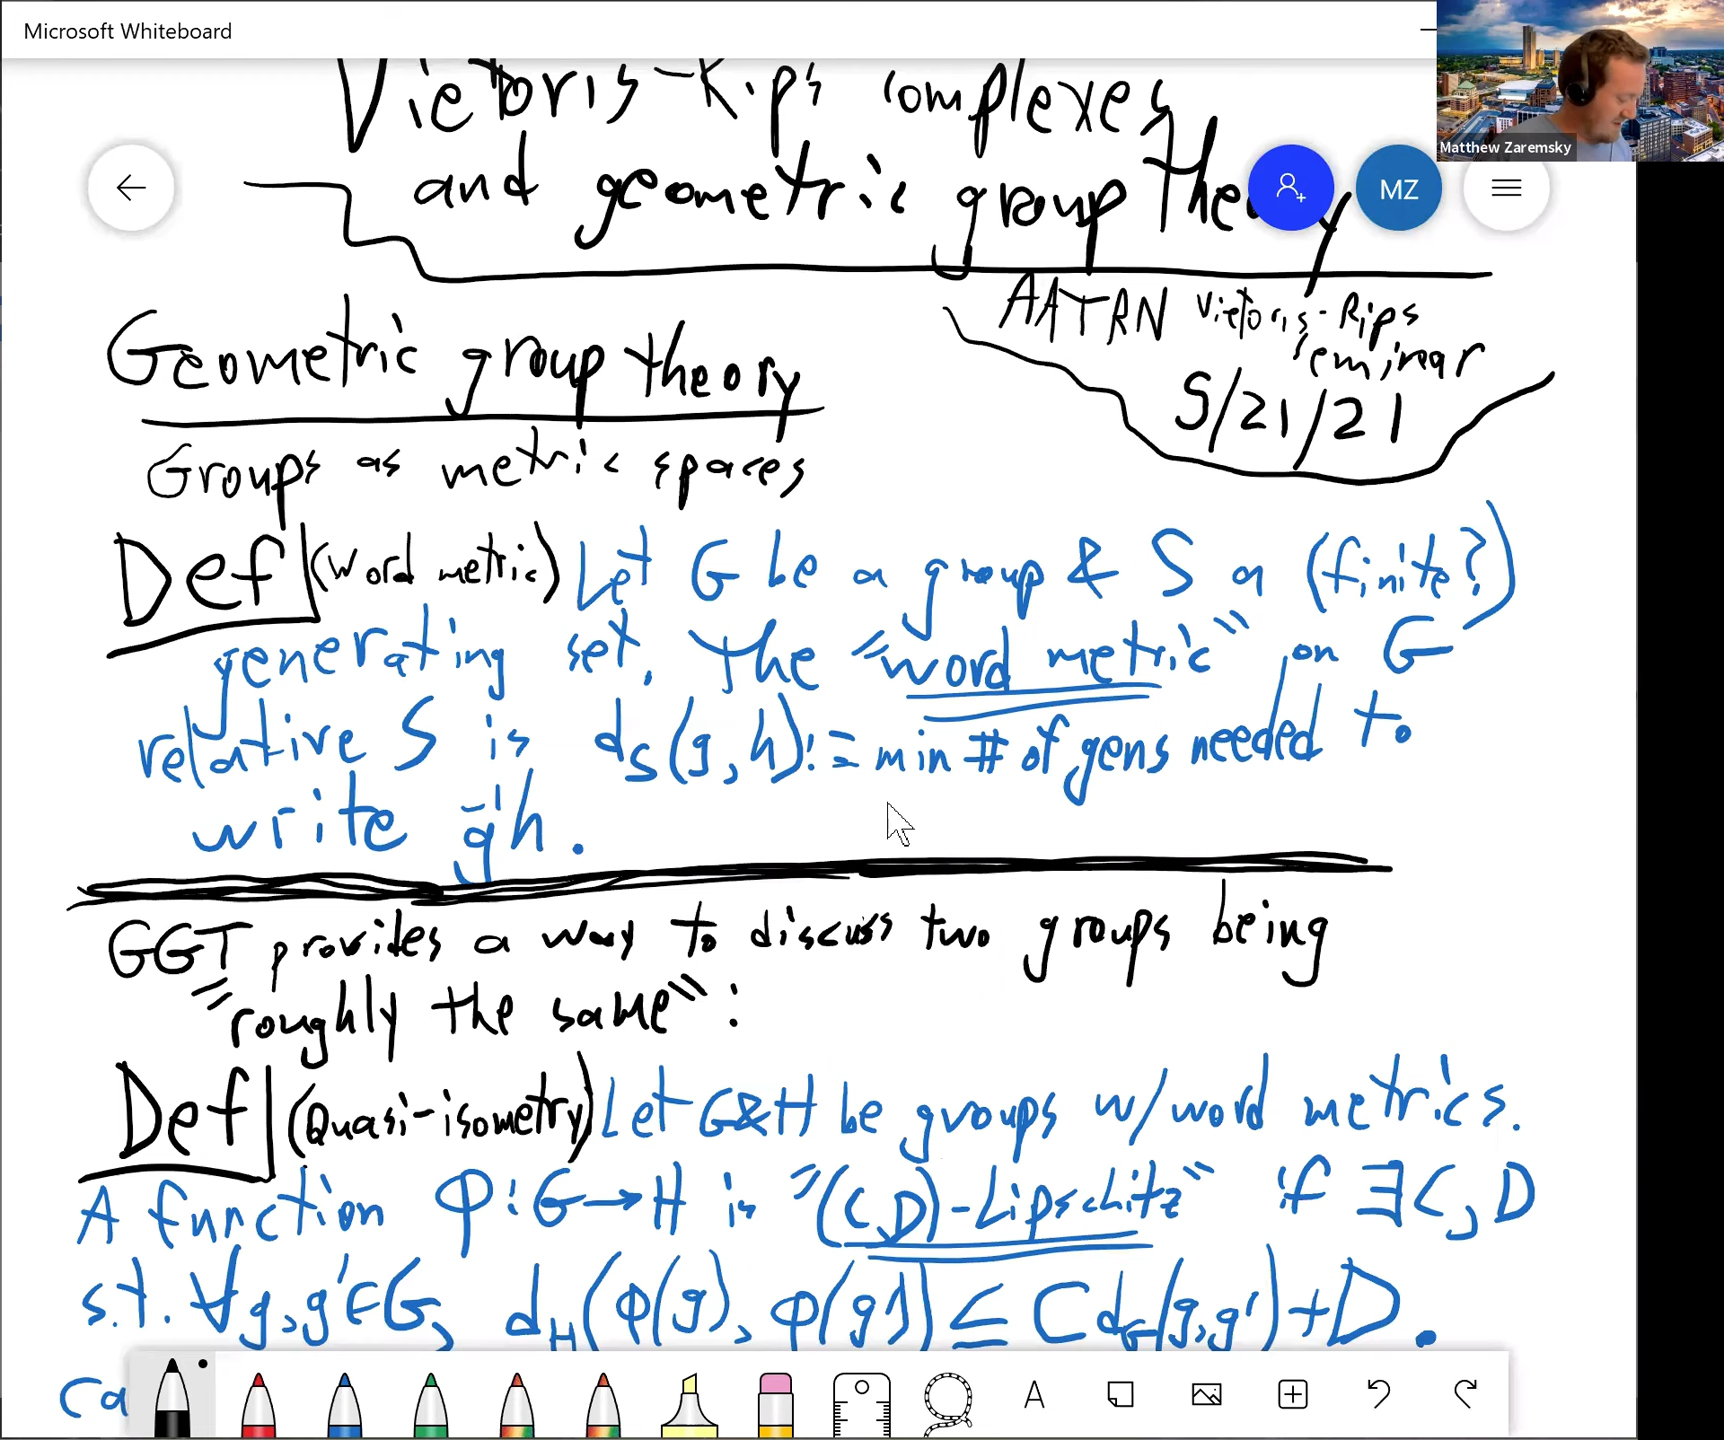 Microsoft Whiteboard
Vietoris-Rips complexes
and geometric group theory
Matthew Zaremsky
MZ
AATRN Vietoris-Rips
seminar
5/21/21
Geometric group theory
Groups as metric spaces
Def (word metric) Let G be a group & S a (finite?)
generating set. The "word metric" on G
relative S is d_S(g,h):= min # of gens needed to
write g⁻¹h.
GGT provides a way to discuss two groups being
"roughly the same":
Def (Quasi-isometry) Let G&H be groups w/word metrics.
A function φ:G→H is "(C,D)-Lipschitz" if ∃C,D
s.t. ∀g,g'∈G, d_H(φ(g),φ(g')) ≤ C d_G(g,g')+D.
Ca
A